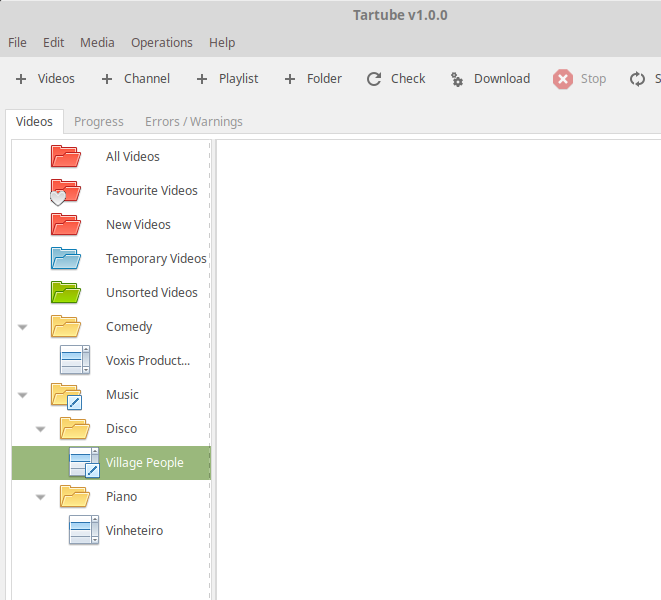 Tartube v1.0.0
File Edit Media Operations Help
Videos Channel Playlist Folder Check Download Stop
Videos Progress Errors / Warnings
All Videos
Favourite Videos
New Videos
Temporary Videos
Unsorted Videos
Comedy
Voxis Product...
Music
Disco
Village People
Piano
Vinheteiro